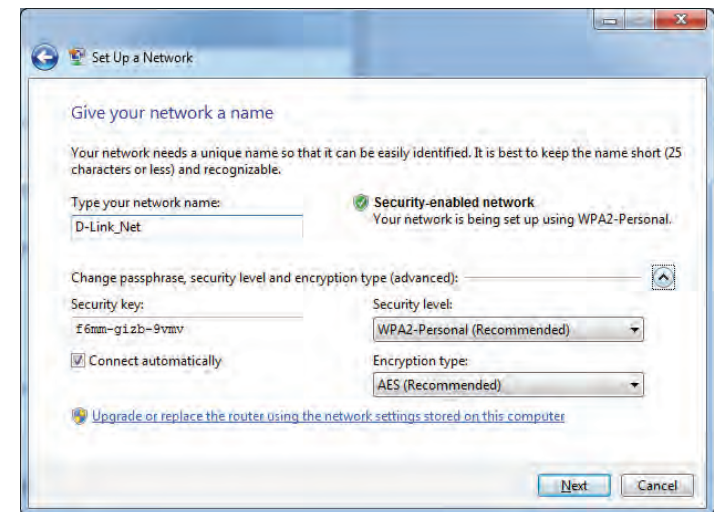 Set Up a Network
Give your network a name
Your network needs a unique name so that it can be easily identified. It is best to keep the name short (25
characters or less) and recognizable.
Type your network name:
D-Link_Net
Security-enabled network
Your network is being set up using WPA2-Personal.
Change passphrase, security level and encryption type (advanced):
Security key:
f6mm-gizb-9vmv
Connect automatically
Security level:
WPA2-Personal (Recommended)
Encryption type:
AES (Recommended)
Upgrade or replace the router using the network settings stored on this computer
Next
Cancel